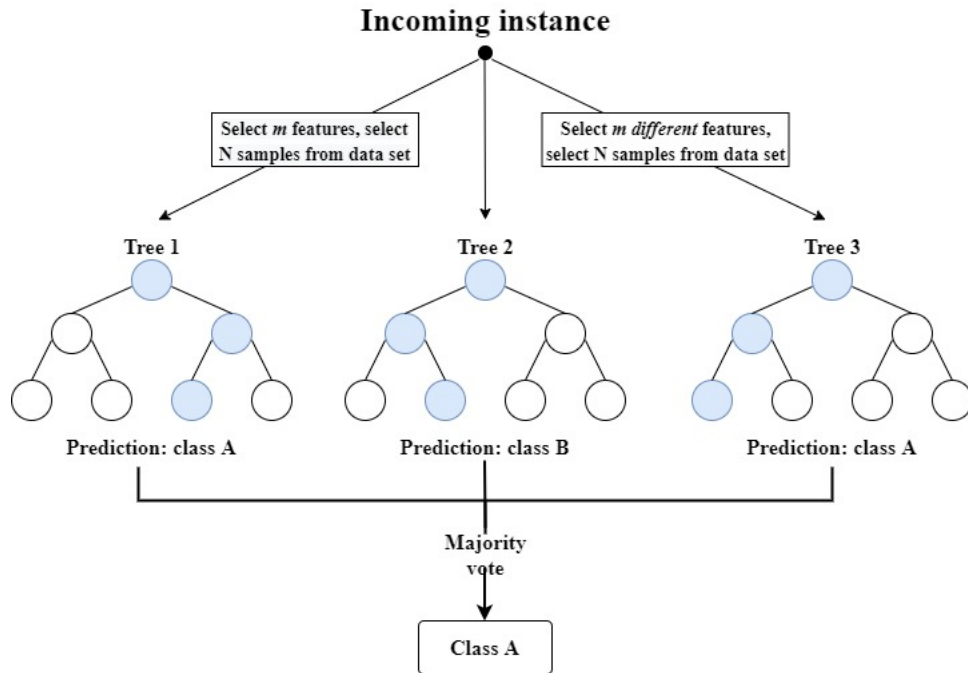 Incoming instance
Select m features, select
N samples from data set
Select m different features,
select N samples from data set
Tree 1
Tree 2
Tree 3
Prediction: class A
Prediction: class B
Prediction: class A
Majority
vote
Class A